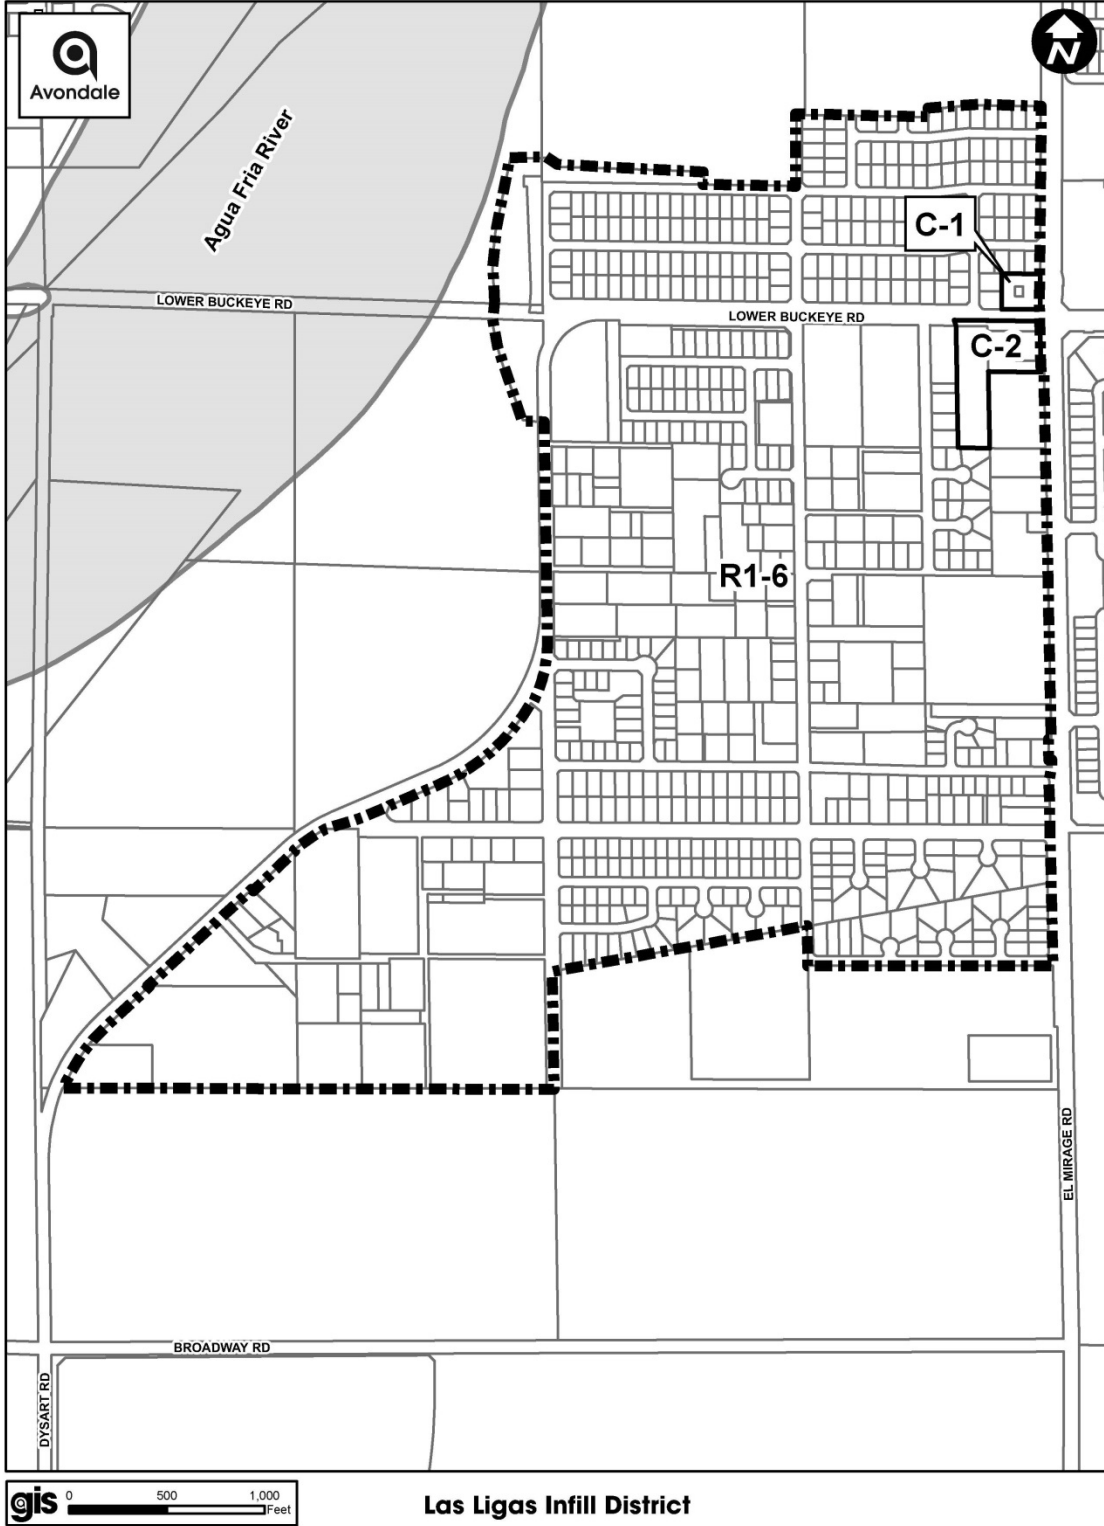 Avondale
N
Agua Fria River
C-1
LOWER BUCKEYE RD
LOWER BUCKEYE RD
C-2
R1-6
EL MIRAGE RD
BROADWAY RD
DYSART RD
gis
0 500 1,000
Feet
Las Ligas Infill District